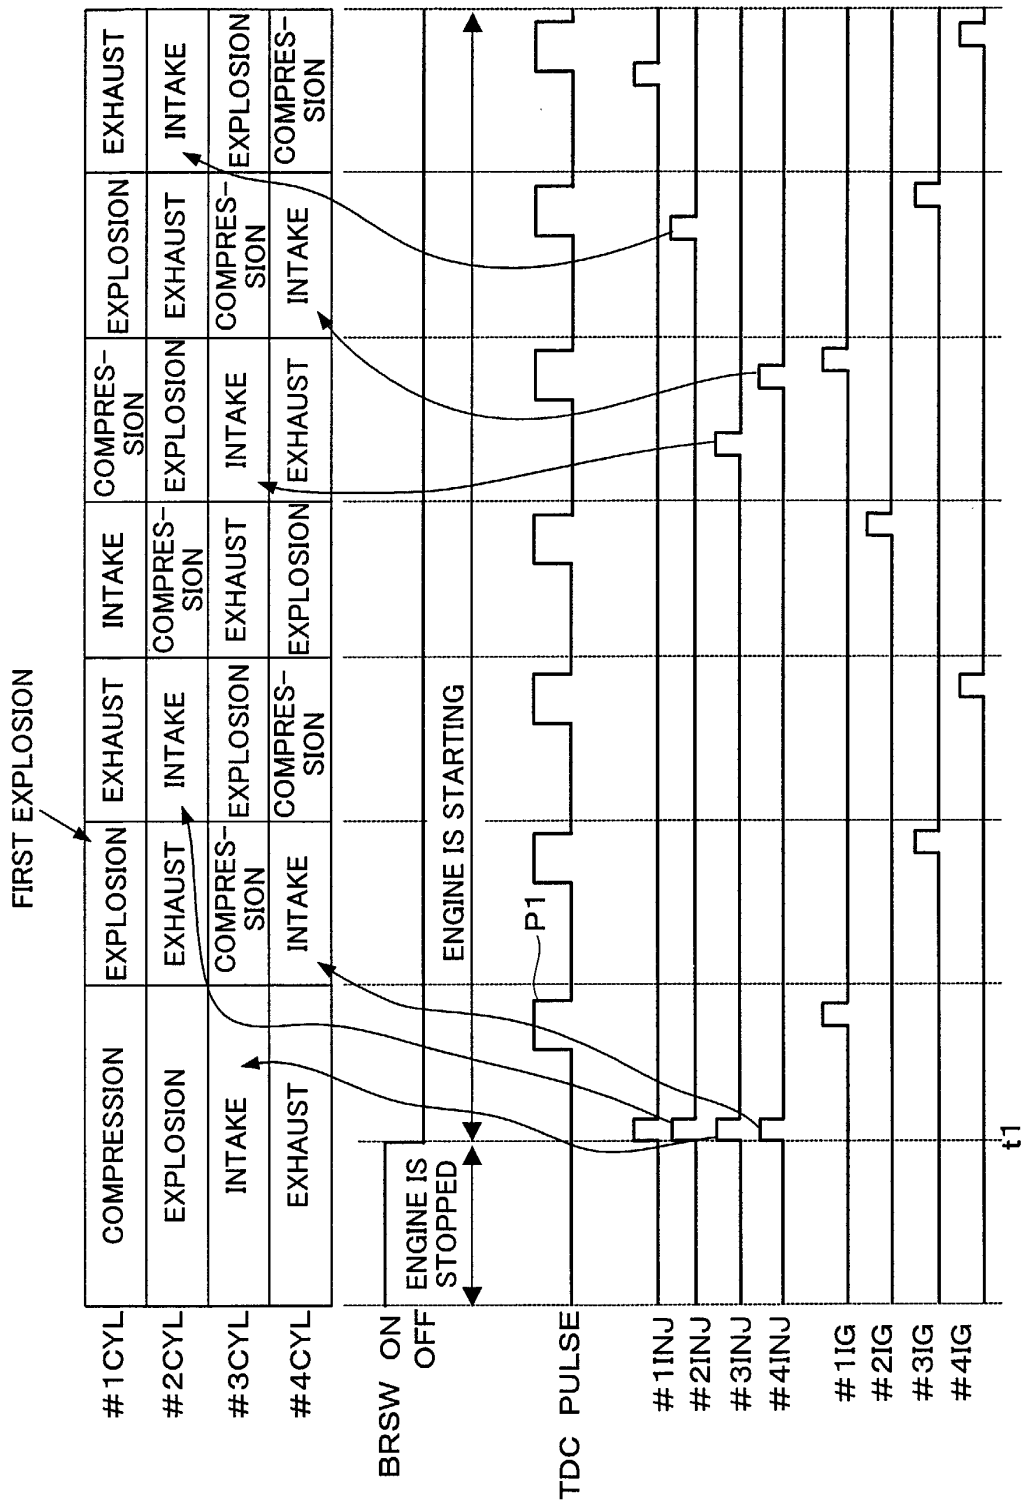 FIRST EXPLOSION
#1CYL COMPRESSION EXPLOSION EXHAUST INTAKE COMPRES-
SION EXPLOSION EXHAUST
#2CYL EXPLOSION EXHAUST INTAKE COMPRES-
SION EXPLOSION EXHAUST INTAKE
#3CYL INTAKE COMPRES-
SION EXPLOSION EXHAUST INTAKE COMPRES-
SION EXPLOSION
#4CYL EXHAUST INTAKE COMPRES-
SION EXPLOSION EXHAUST INTAKE COMPRES-
SION
BRSW ON
OFF
ENGINE IS
STOPPED
ENGINE IS STARTING
P1
TDC PULSE
#1INJ
#2INJ
#3INJ
#4INJ
#1IG
#2IG
#3IG
#4IG
t1